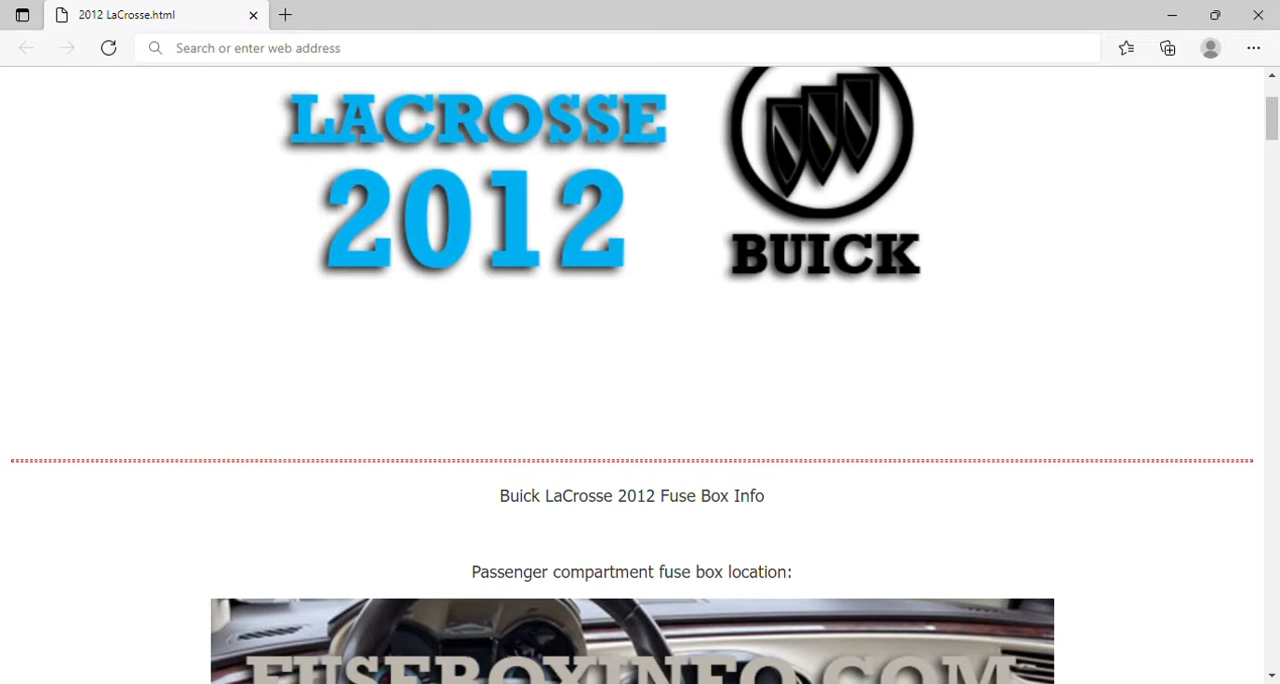 2012 LaCrosse.html
Search or enter web address
LACROSSE
2012
BUICK
Buick LaCrosse 2012 Fuse Box Info
Passenger compartment fuse box location:
FUSEBOXINFO.COM